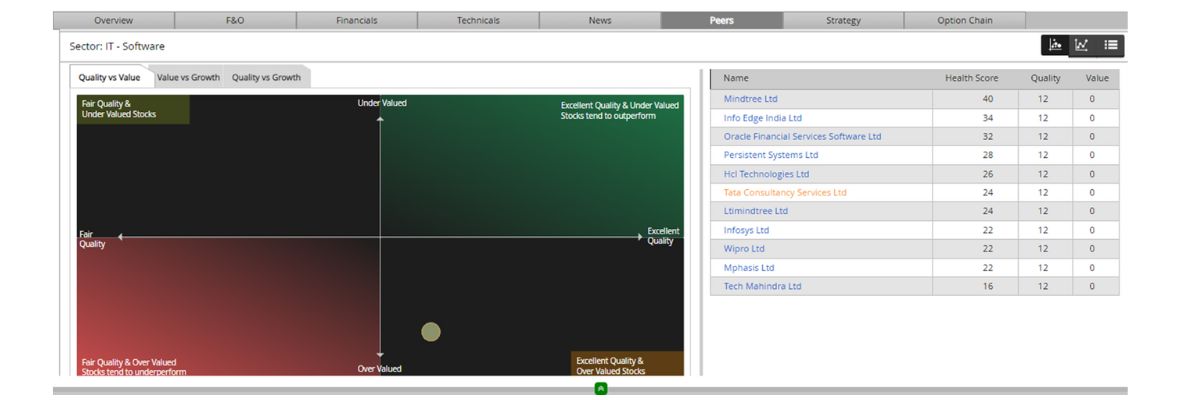 Overview F&O Financials Technicals News Peers Strategy Option Chain
Sector: IT - Software
Quality vs Value Value vs Growth Quality vs Growth
Fair Quality &
Under Valued Stocks
Under Valued
Excellent Quality & Under Valued
Stocks tend to outperform
Fair
Quality
Excellent
Quality
Fair Quality & Over Valued
Stocks tend to underperform
Over Valued
Excellent Quality &
Over Valued Stocks
Name Health Score Quality Value
Mindtree Ltd 40 12 0
Info Edge India Ltd 34 12 0
Oracle Financial Services Software Ltd 32 12 0
Persistent Systems Ltd 28 12 0
Hcl Technologies Ltd 26 12 0
Tata Consultancy Services Ltd 24 12 0
Ltimindtree Ltd 24 12 0
Infosys Ltd 22 12 0
Wipro Ltd 22 12 0
Mphasis Ltd 22 12 0
Tech Mahindra Ltd 16 12 0